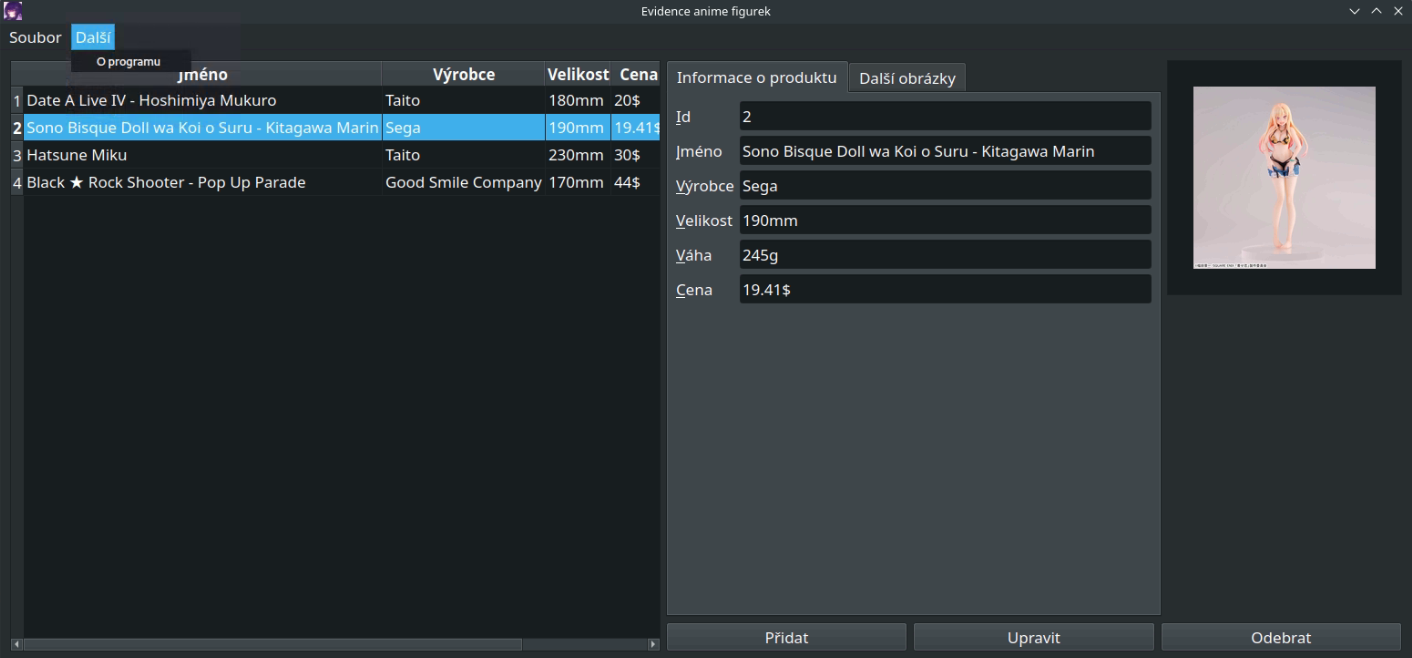 Evidence anime figurek
Soubor Další
O programu
Jméno Výrobce Velikost Cena
1 Date A Live IV - Hoshimiya Mukuro Taito 180mm 20$
2 Sono Bisque Doll wa Koi o Suru - Kitagawa Marin Sega 190mm 19.41$
3 Hatsune Miku Taito 230mm 30$
4 Black ★ Rock Shooter - Pop Up Parade Good Smile Company 170mm 44$
Informace o produktu Další obrázky
Id 2
Jméno Sono Bisque Doll wa Koi o Suru - Kitagawa Marin
Výrobce Sega
Velikost 190mm
Váha 245g
Cena 19.41$
Přidat Upravit Odebrat